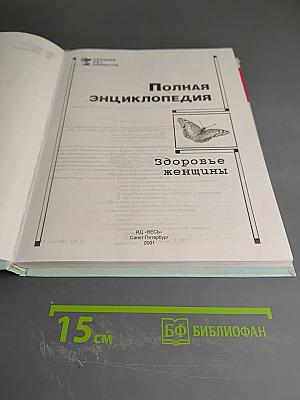 ПОЛНАЯ
ЭНЦИКЛОПЕДИЯ
Здоровье
женщины
ИД «ВЕСЬ»
Санкт-Петербург
2001
15 см
БФ БИБЛИОФАН